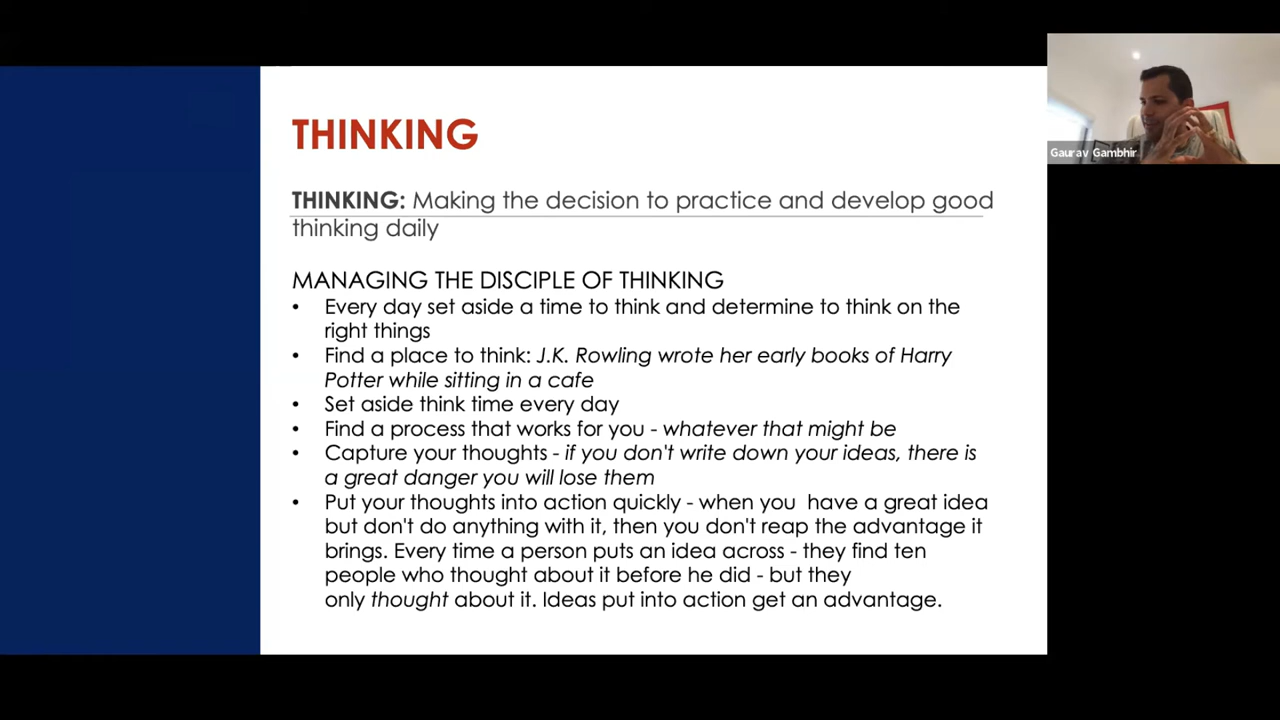 THINKING
THINKING: Making the decision to practice and develop good
thinking daily
MANAGING THE DISCIPLE OF THINKING
• Every day set aside a time to think and determine to think on the
right things
• Find a place to think: J.K. Rowling wrote her early books of Harry
Potter while sitting in a cafe
• Set aside think time every day
• Find a process that works for you - whatever that might be
• Capture your thoughts - if you don't write down your ideas, there is
a great danger you will lose them
• Put your thoughts into action quickly - when you have a great idea
but don't do anything with it, then you don't reap the advantage it
brings. Every time a person puts an idea across - they find ten
people who thought about it before he did - but they
only thought about it. Ideas put into action get an advantage.
Gaurav Gambhir